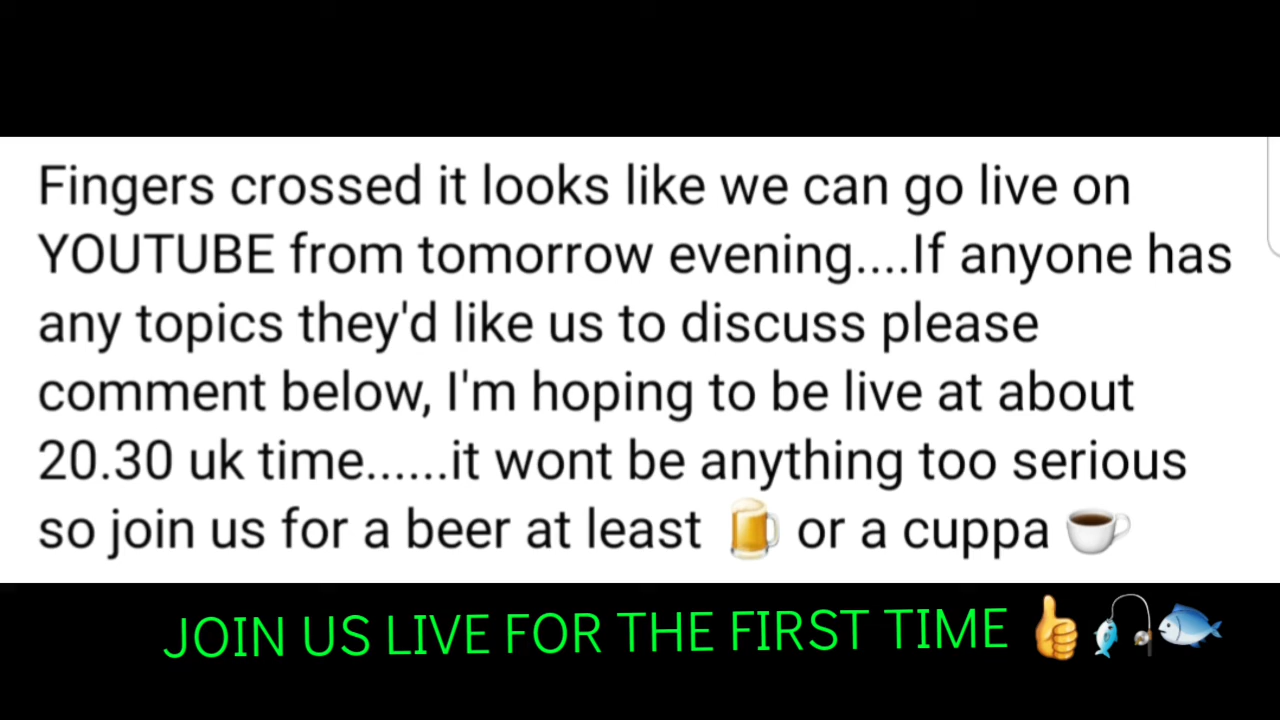 Fingers crossed it looks like we can go live on
YOUTUBE from tomorrow evening....If anyone has
any topics they'd like us to discuss please
comment below, I'm hoping to be live at about
20.30 uk time......it wont be anything too serious
so join us for a beer at least 🍺 or a cuppa ☕
JOIN US LIVE FOR THE FIRST TIME 👍🎣🐟